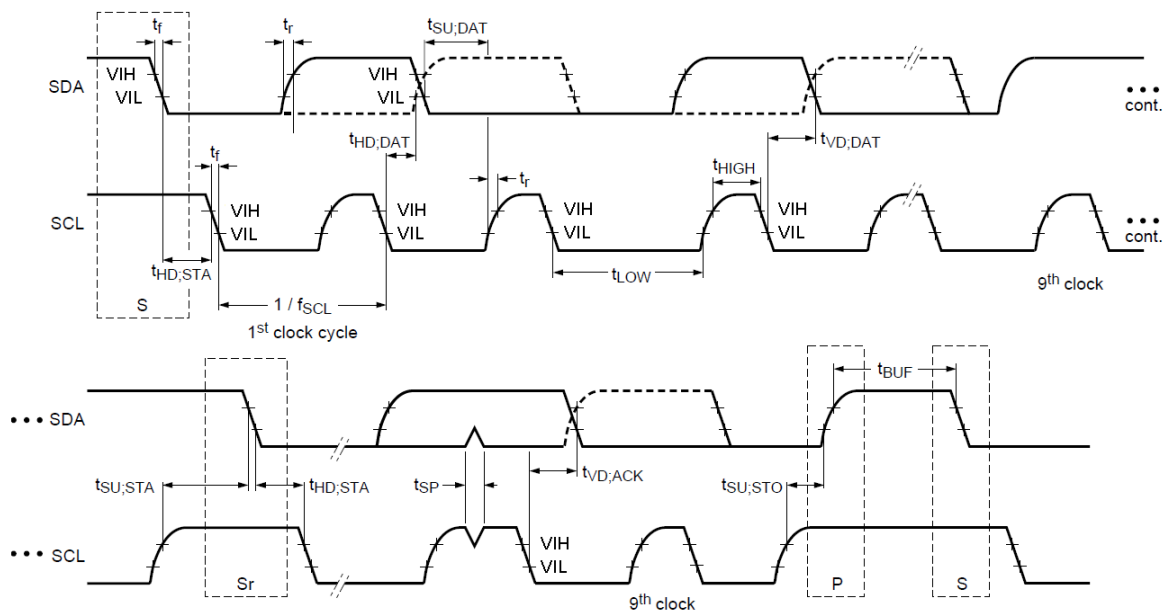 tf tr tSU;DAT
SDA VIH VIH
VIL VIL
••• cont.
tHD;DAT tVD;DAT
tf tr tHIGH
SCL VIH VIH VIH VIH
VIL VIL VIL VIL
••• cont.
tHD;STA tLOW
S 1 / fSCL 9th clock
1st clock cycle
tBUF
••• SDA
tSU;STA tHD;STA tSP tVD;ACK tSU;STO
••• SCL VIH
VIL
Sr 9th clock P S